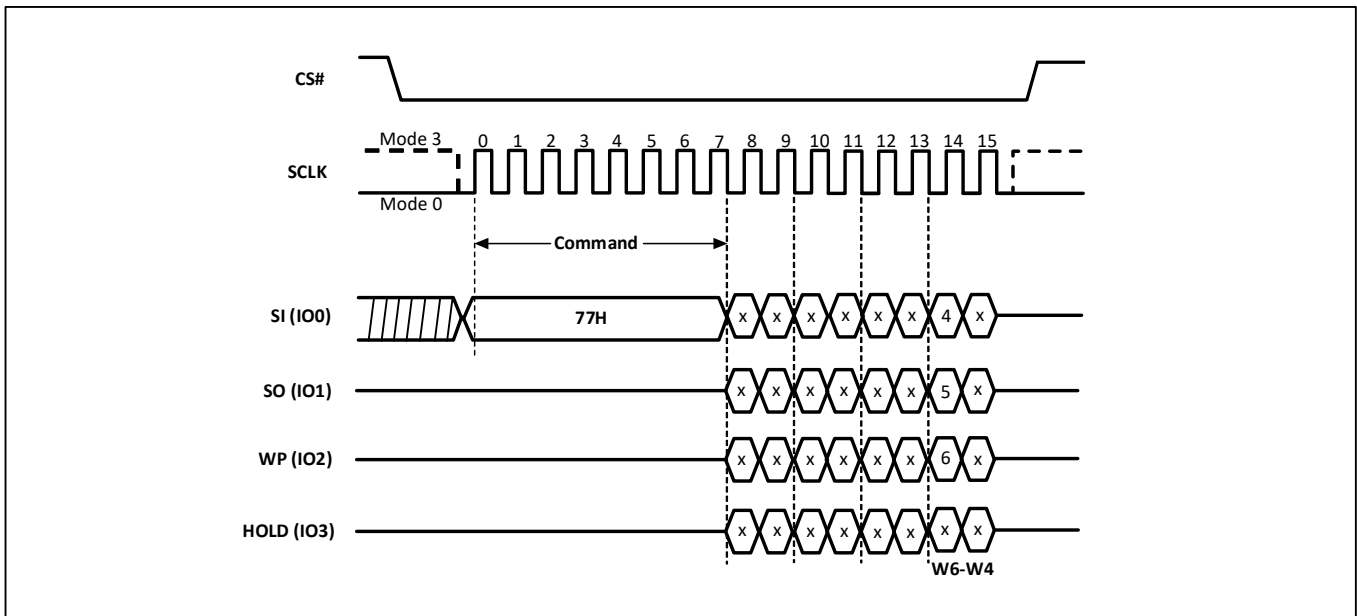 CS#
Mode 3 0 1 2 3 4 5 6 7 8 9 10 11 12 13 14 15
SCLK
Mode 0
Command
SI (IO0) 77H x x x x x x 4 x
SO (IO1) x x x x x x 5 x
WP (IO2) x x x x x x 6 x
HOLD (IO3) x x x x x x x x
W6-W4